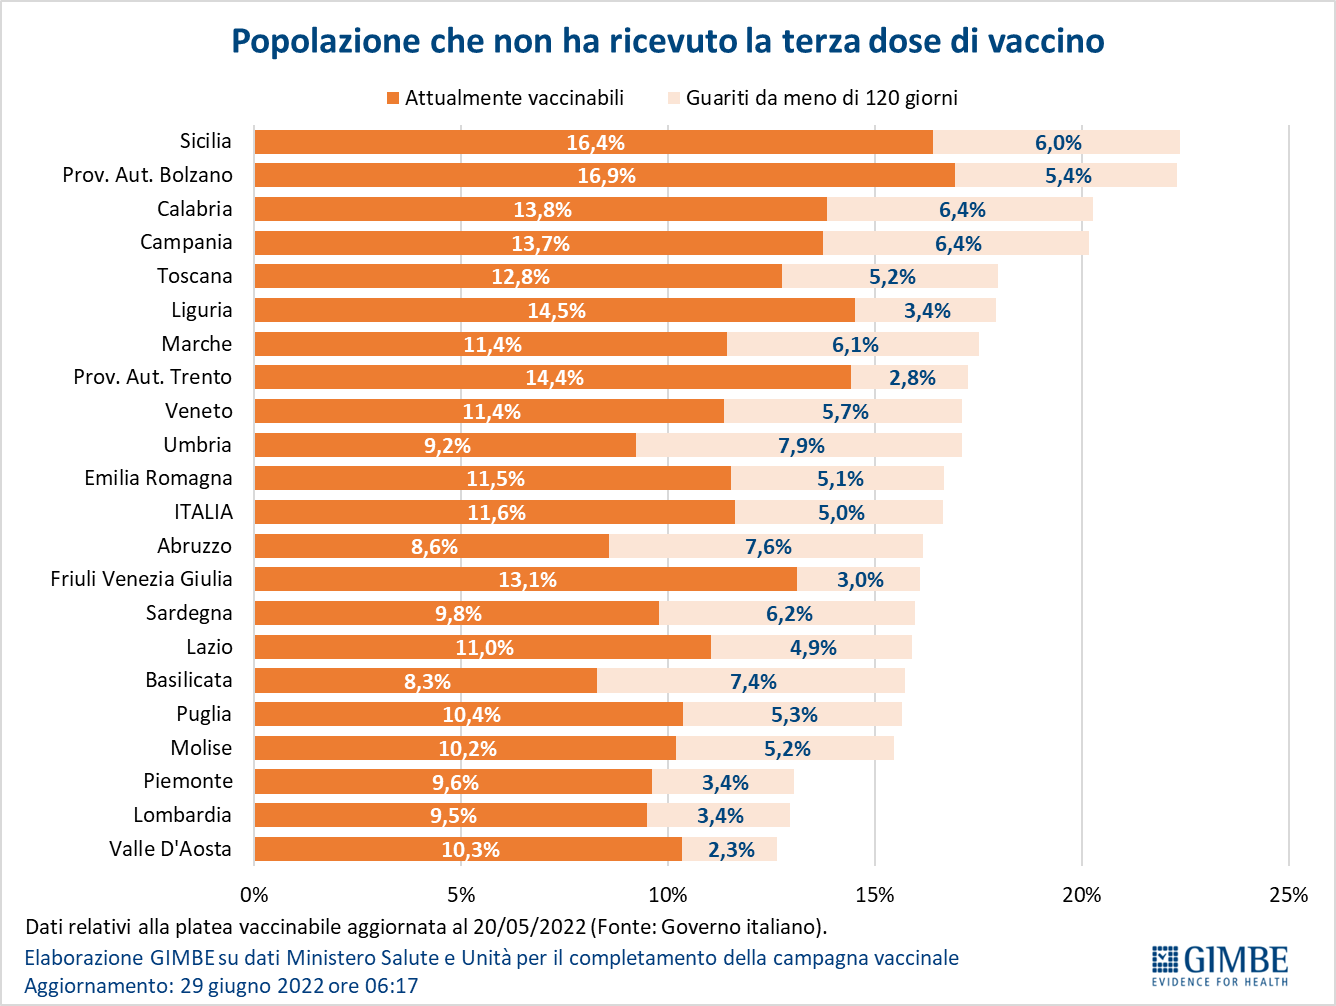 Popolazione che non ha ricevuto la terza dose di vaccino
Attualmente vaccinabili Guariti da meno di 120 giorni
Sicilia 16,4% 6,0%
Prov. Aut. Bolzano 16,9% 5,4%
Calabria 13,8% 6,4%
Campania 13,7% 6,4%
Toscana 12,8% 5,2%
Liguria 14,5% 3,4%
Marche 11,4% 6,1%
Prov. Aut. Trento 14,4% 2,8%
Veneto 11,4% 5,7%
Umbria 9,2% 7,9%
Emilia Romagna 11,5% 5,1%
ITALIA 11,6% 5,0%
Abruzzo 8,6% 7,6%
Friuli Venezia Giulia 13,1% 3,0%
Sardegna 9,8% 6,2%
Lazio 11,0% 4,9%
Basilicata 8,3% 7,4%
Puglia 10,4% 5,3%
Molise 10,2% 5,2%
Piemonte 9,6% 3,4%
Lombardia 9,5% 3,4%
Valle D'Aosta 10,3% 2,3%
0% 5% 10% 15% 20% 25%
Dati relativi alla platea vaccinabile aggiornata al 20/05/2022 (Fonte: Governo italiano).
Elaborazione GIMBE su dati Ministero Salute e Unità per il completamento della campagna vaccinale
Aggiornamento: 29 giugno 2022 ore 06:17
GIMBE
EVIDENCE FOR HEALTH